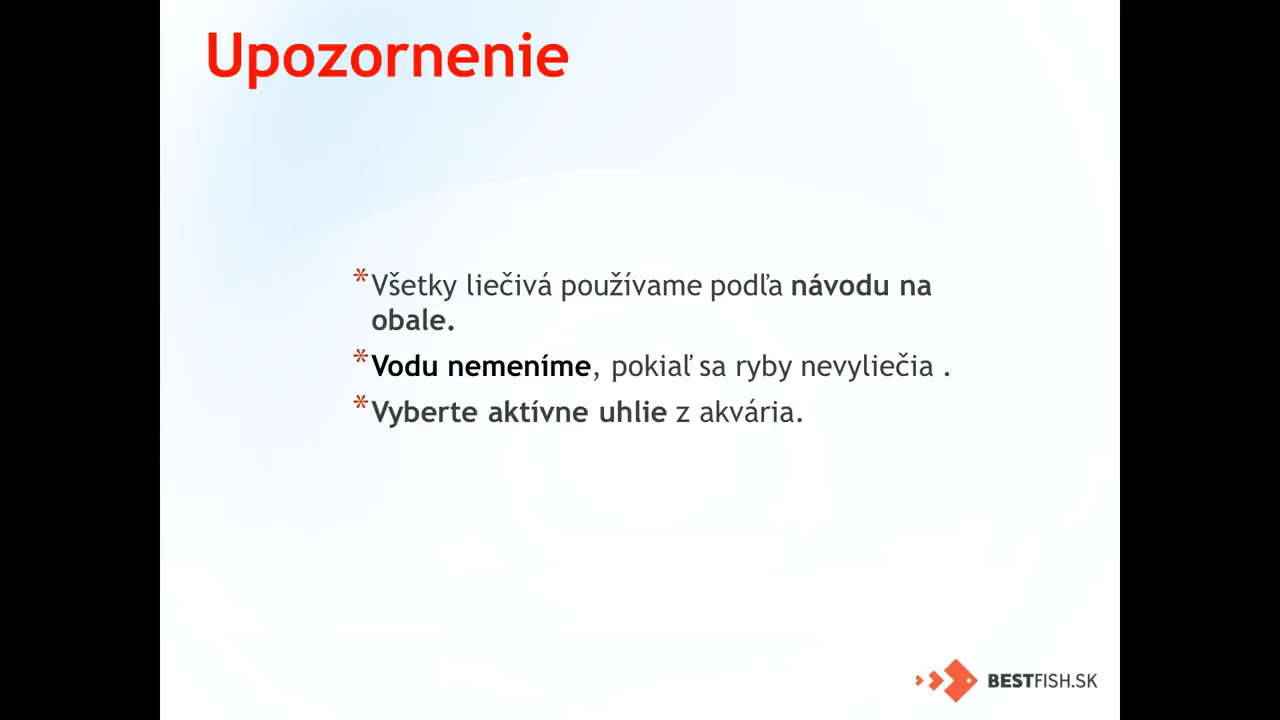 Upozornenie
*Všetky liečivá používame podľa návodu na
obale.
*Vodu nemeníme, pokiaľ sa ryby nevyliečia .
*Vyberte aktívne uhlie z akvária.
BESTFISH.SK